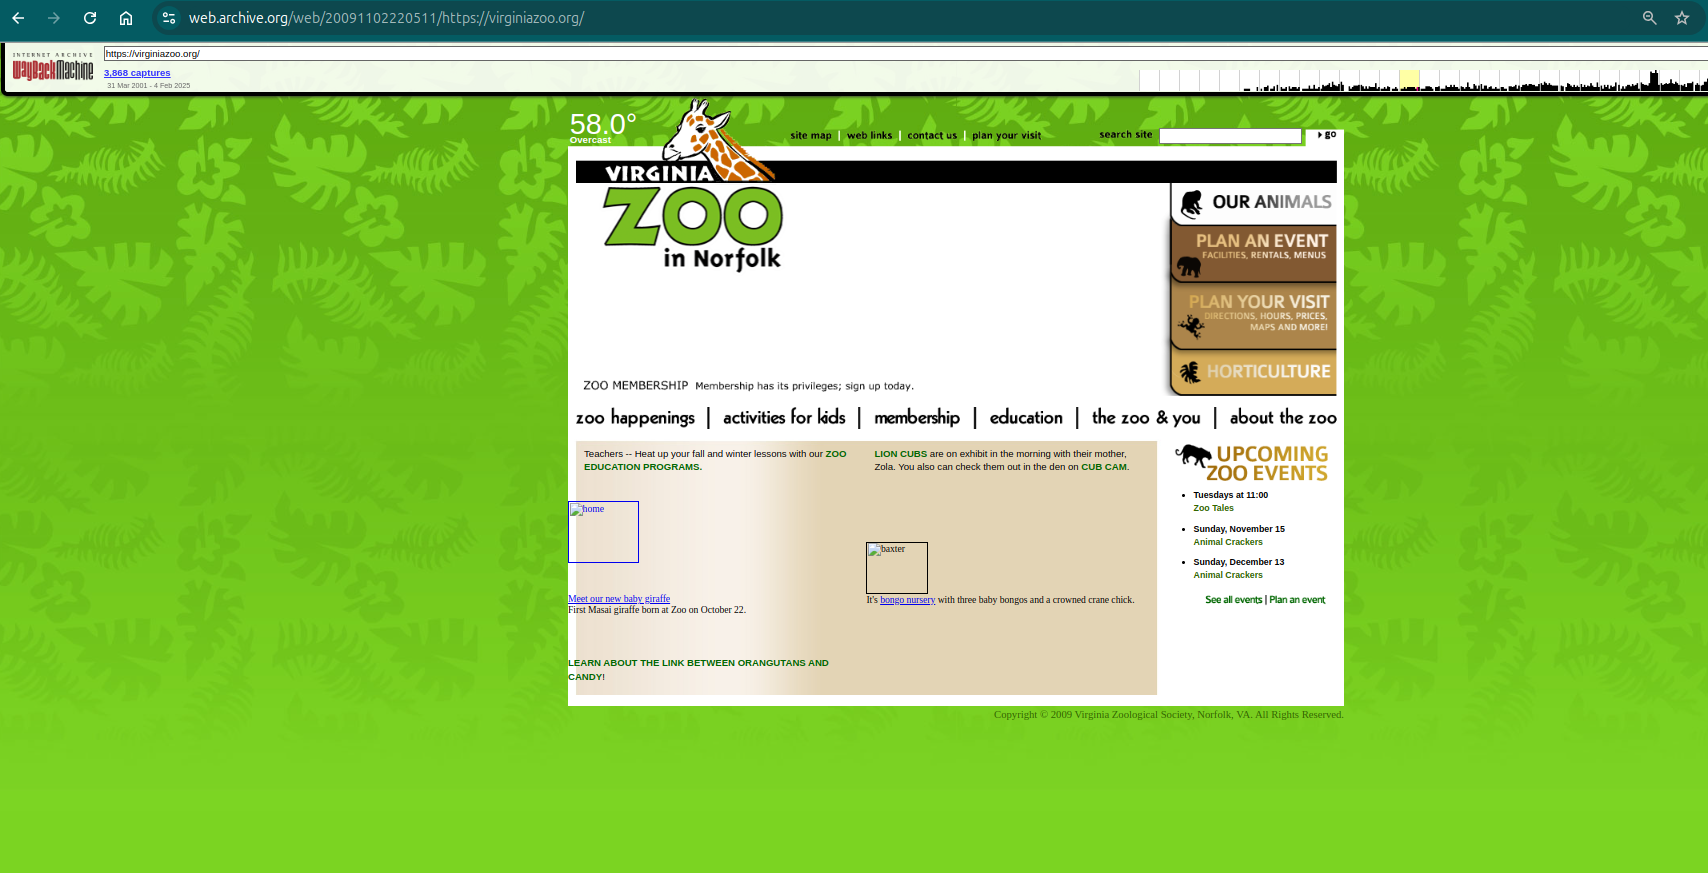 web.archive.org/web/20091102220511/https://virginiazoo.org/
INTERNET ARCHIVE
WayBackMachine
https://virginiazoo.org/
3,868 captures
31 Mar 2001 - 4 Feb 2025
58.0°
Overcast
site map | web links | contact us | plan your visit
search site
go
VIRGINIA
ZOO
in Norfolk
OUR ANIMALS
PLAN AN EVENT
FACILITIES, RENTALS, MENUS
PLAN YOUR VISIT
DIRECTIONS, HOURS, PRICES,
MAPS AND MORE!
HORTICULTURE
ZOO MEMBERSHIP Membership has its privileges; sign up today.
zoo happenings | activities for kids | membership | education | the zoo & you | about the zoo
Teachers -- Heat up your fall and winter lessons with our ZOO
EDUCATION PROGRAMS.
home
Meet our new baby giraffe
First Masai giraffe born at Zoo on October 22.
LEARN ABOUT THE LINK BETWEEN ORANGUTANS AND
CANDY!
LION CUBS are on exhibit in the morning with their mother,
Zola. You also can check them out in the den on CUB CAM.
baxter
It's bongo nursery with three baby bongos and a crowned crane chick.
UPCOMING
ZOO EVENTS
Tuesdays at 11:00
Zoo Tales
Sunday, November 15
Animal Crackers
Sunday, December 13
Animal Crackers
See all events | Plan an event
Copyright © 2009 Virginia Zoological Society, Norfolk, VA. All Rights Reserved.